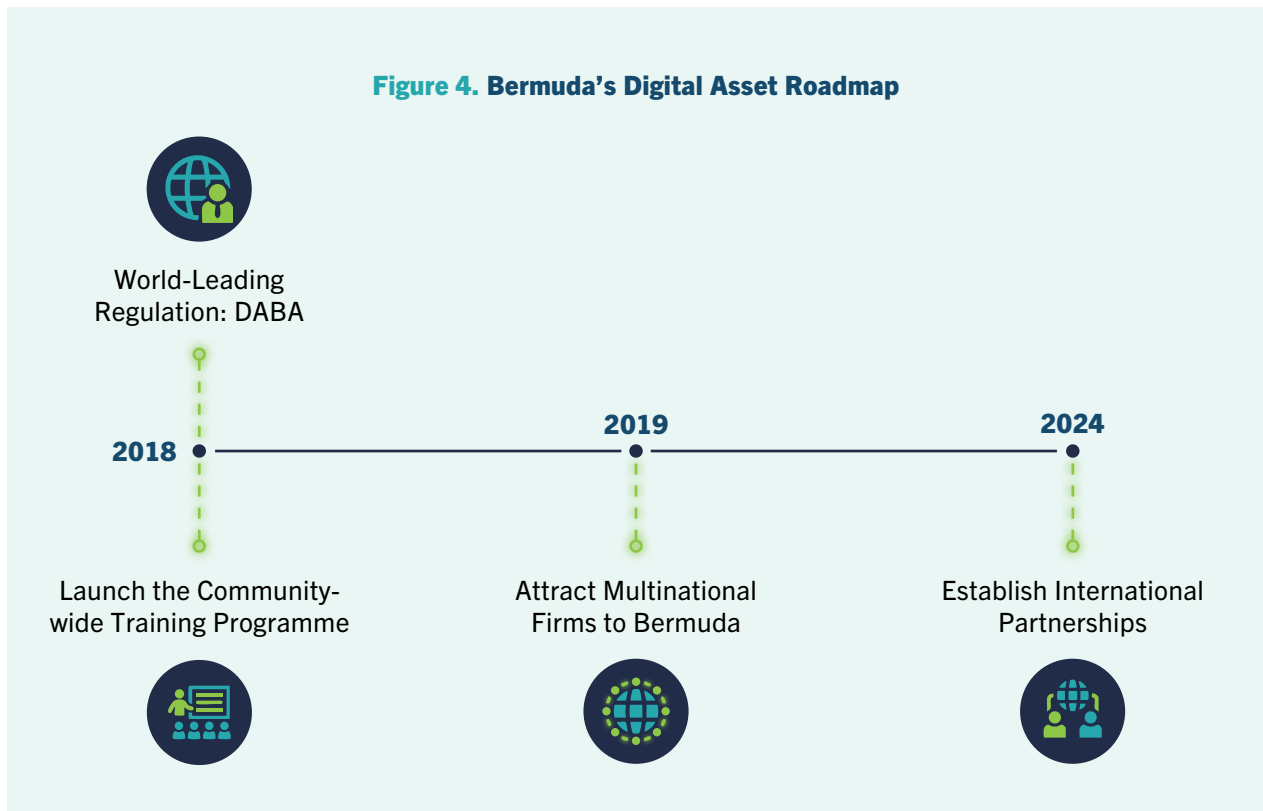 Figure 4. Bermuda’s Digital Asset Roadmap
World-Leading
Regulation: DABA
2018
2019
2024
Launch the Community-
wide Training Programme
Attract Multinational
Firms to Bermuda
Establish International
Partnerships